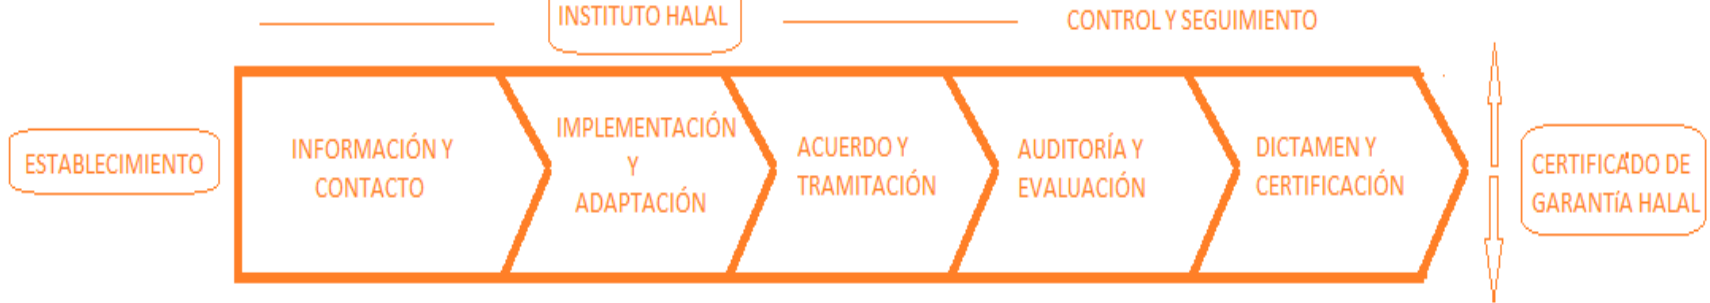 INSTITUTO HALAL
CONTROL Y SEGUIMIENTO
ESTABLECIMIENTO
INFORMACIÓN Y
CONTACTO
IMPLEMENTACIÓN
Y
ADAPTACIÓN
ACUERDO Y
TRAMITACIÓN
AUDITORÍA Y
EVALUACIÓN
DICTAMEN Y
CERTIFICACIÓN
CERTIFICADO DE
GARANTíA HALAL